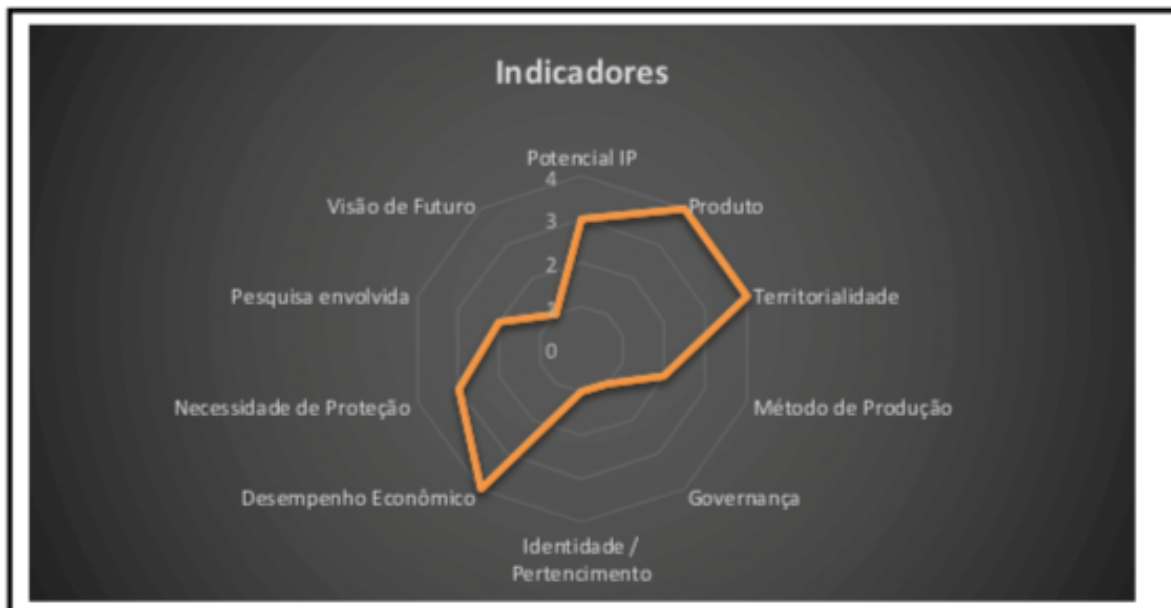 Indicadores
Potencial IP
4
Visão de Futuro
Produto
3
2
Pesquisa envolvida
Territorialidade
1
0
Necessidade de Proteção
Método de Produção
Desempenho Econômico
Governança
Identidade /
Pertencimento